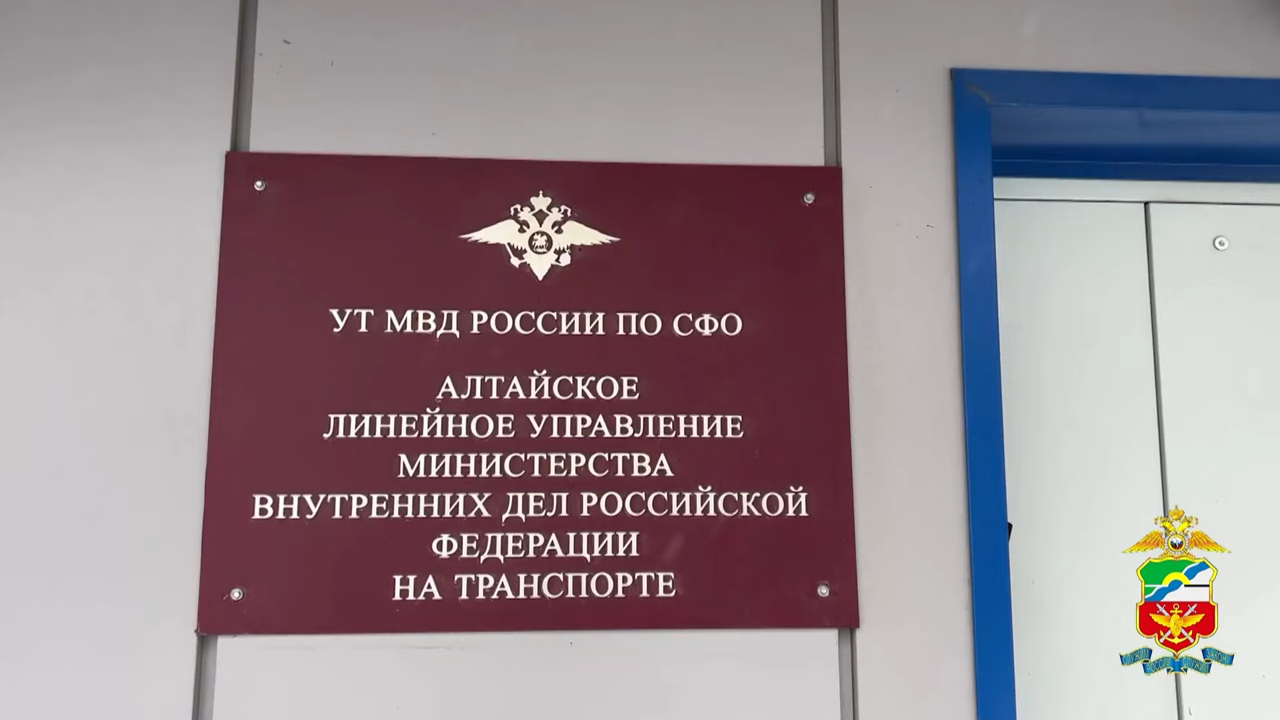 УТ МВД РОССИИ ПО СФО
АЛТАЙСКОЕ
ЛИНЕЙНОЕ УПРАВЛЕНИЕ
МИНИСТЕРСТВА
ВНУТРЕННИХ ДЕЛ РОССИЙСКОЙ
ФЕДЕРАЦИИ
НА ТРАНСПОРТЕ